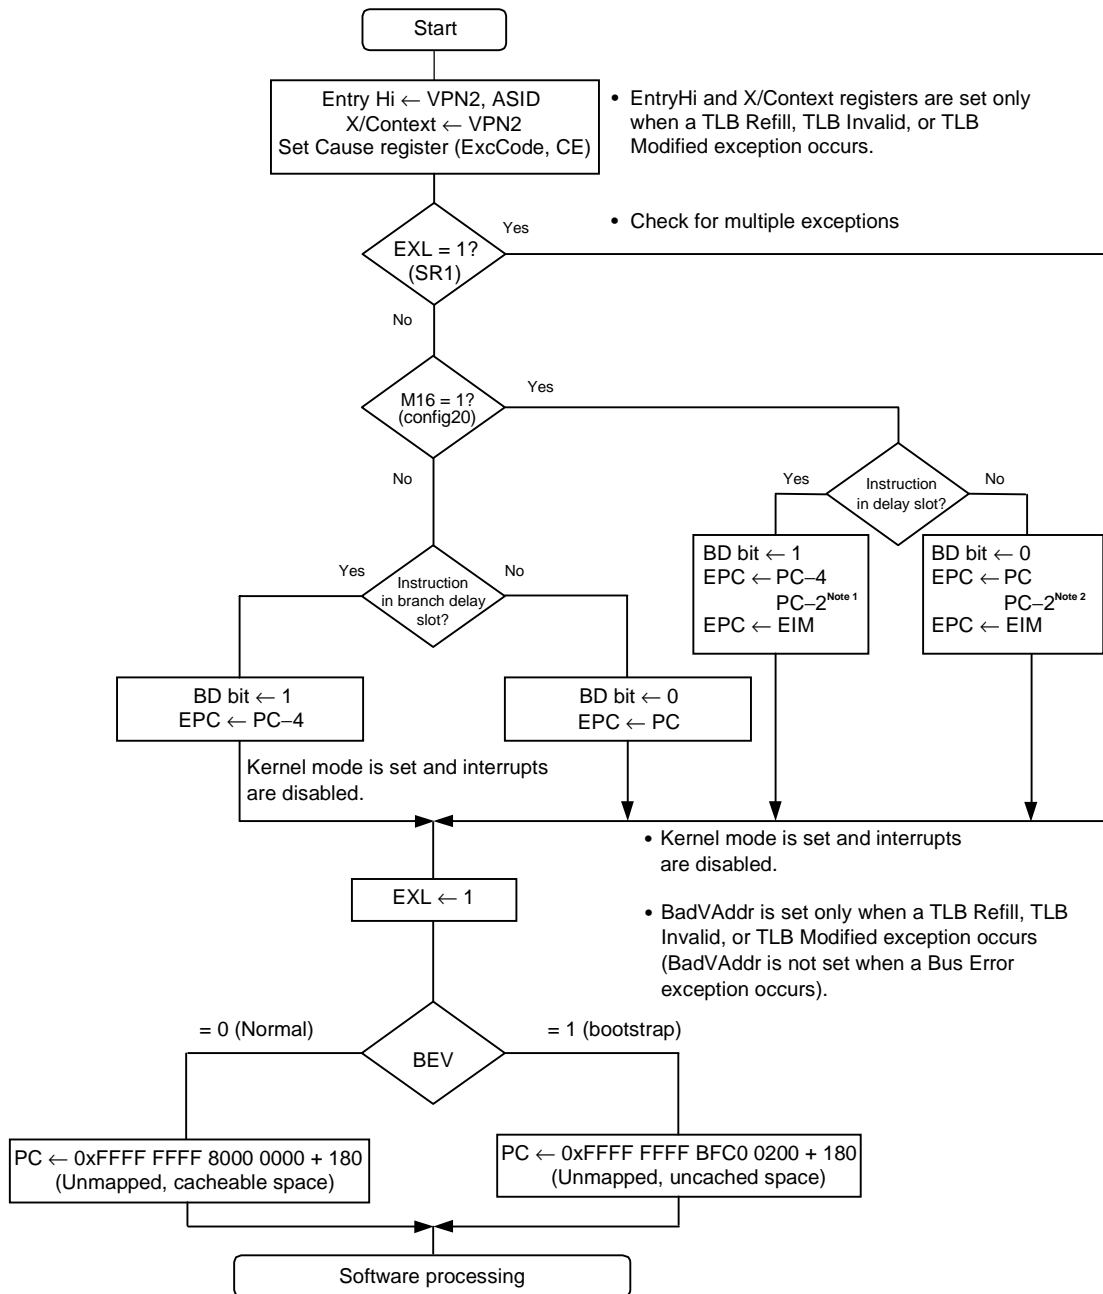 Start
Entry Hi ← VPN2, ASID
X/Context ← VPN2
Set Cause register (ExcCode, CE)
• EntryHi and X/Context registers are set only
when a TLB Refill, TLB Invalid, or TLB
Modified exception occurs.
• Check for multiple exceptions
Yes
EXL = 1?
(SR1)
No
Yes
M16 = 1?
(config20)
No
Yes
Instruction
in delay slot?
No
BD bit ← 1
EPC ← PC–4
PC–2Note 1
EPC ← EIM
BD bit ← 0
EPC ← PC
PC–2Note 2
EPC ← EIM
Yes
Instruction
in branch delay
slot?
No
BD bit ← 1
EPC ← PC–4
BD bit ← 0
EPC ← PC
Kernel mode is set and interrupts
are disabled.
• Kernel mode is set and interrupts
are disabled.
EXL ← 1
• BadVAddr is set only when a TLB Refill, TLB
Invalid, or TLB Modified exception occurs
(BadVAddr is not set when a Bus Error
exception occurs).
= 0 (Normal)
BEV
= 1 (bootstrap)
PC ← 0xFFFF FFFF 8000 0000 + 180
(Unmapped, cacheable space)
PC ← 0xFFFF FFFF BFC0 0200 + 180
(Unmapped, uncached space)
Software processing